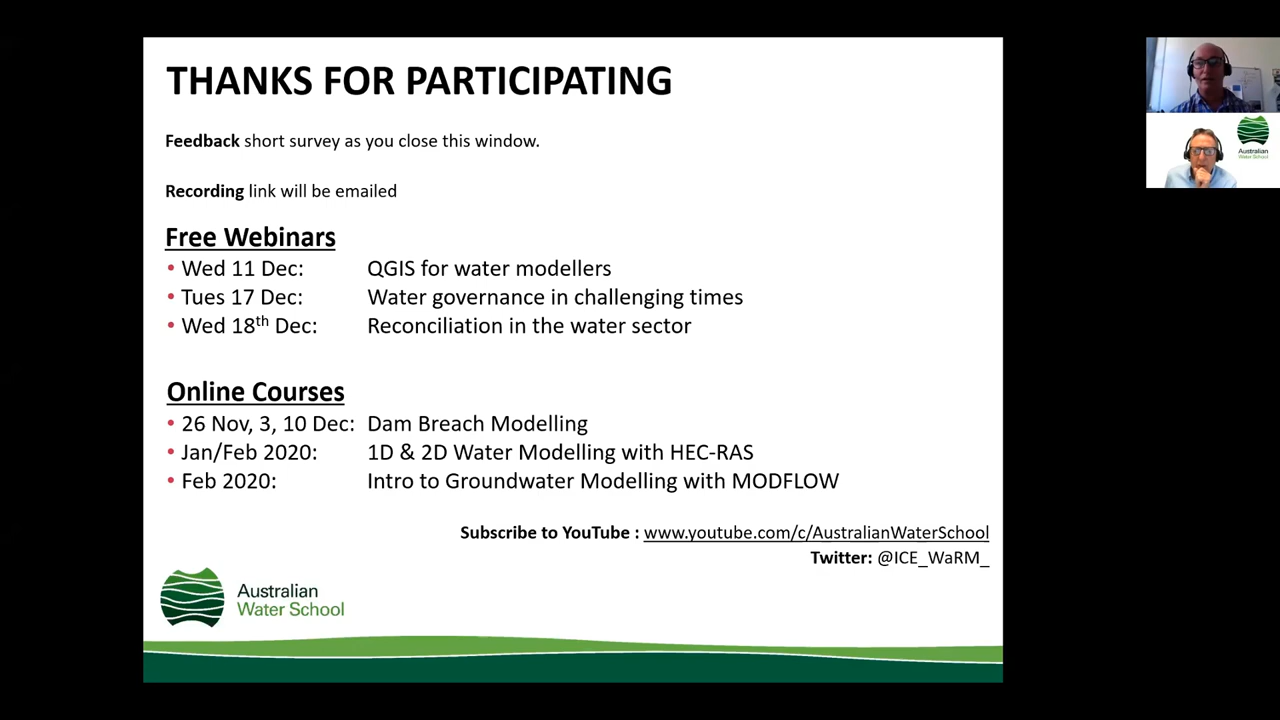 THANKS FOR PARTICIPATING
Feedback short survey as you close this window.
Recording link will be emailed
Free Webinars
• Wed 11 Dec: QGIS for water modellers
• Tues 17 Dec: Water governance in challenging times
• Wed 18th Dec: Reconciliation in the water sector
Online Courses
• 26 Nov, 3, 10 Dec: Dam Breach Modelling
• Jan/Feb 2020: 1D & 2D Water Modelling with HEC-RAS
• Feb 2020: Intro to Groundwater Modelling with MODFLOW
Subscribe to YouTube : www.youtube.com/c/AustralianWaterSchool
Twitter: @ICE_WaRM_
Australian
Water School
Australian
Water School